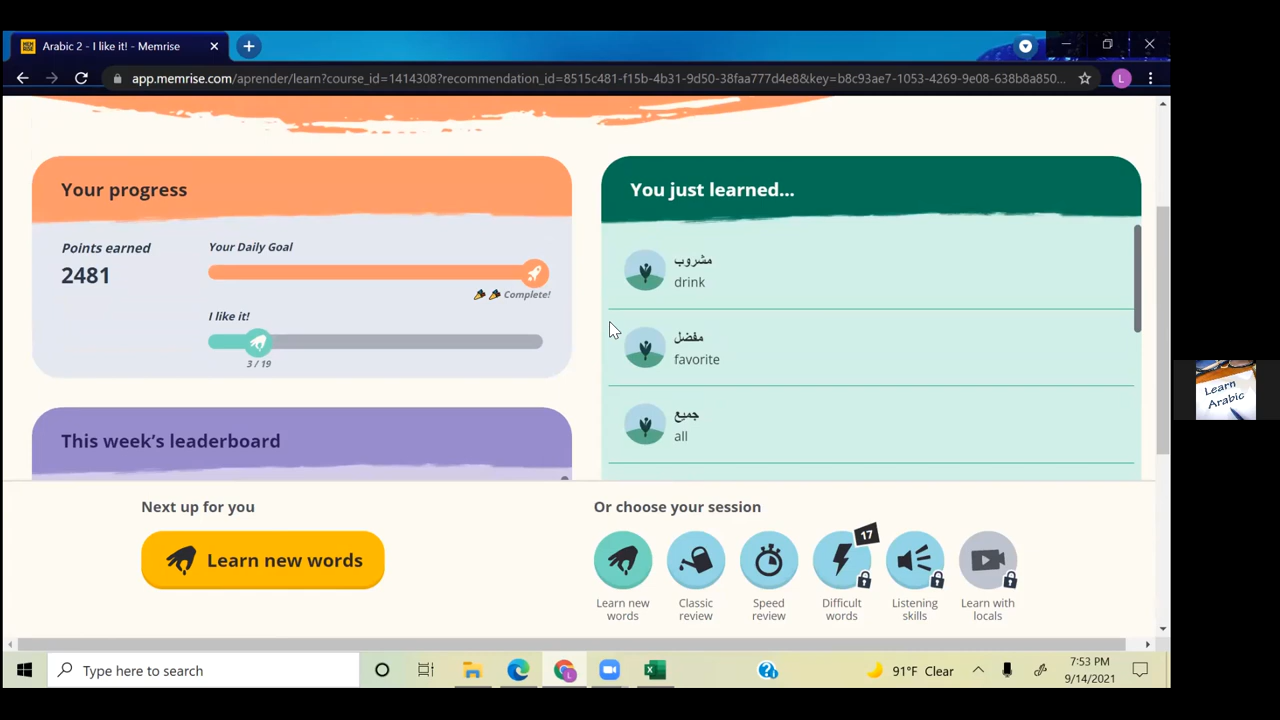 Arabic 2 - I like it! - Memrise
app.memrise.com/aprender/learn?course_id=1414308?recommendation_id=8515c481-f15b-4b31-9d50-38faa777d4e8&key=b8c93ae7-1053-4269-9e08-638b8a850...
L
Your progress
Points earned
2481
Your Daily Goal
Complete!
I like it!
3 / 19
This week's leaderboard
You just learned...
مشروب
drink
مفضل
favorite
جميع
all
Learn
Arabic
Next up for you
Learn new words
Or choose your session
17
Learn new words
Classic review
Speed review
Difficult words
Listening skills
Learn with locals
Type here to search
91°F Clear
7:53 PM
9/14/2021